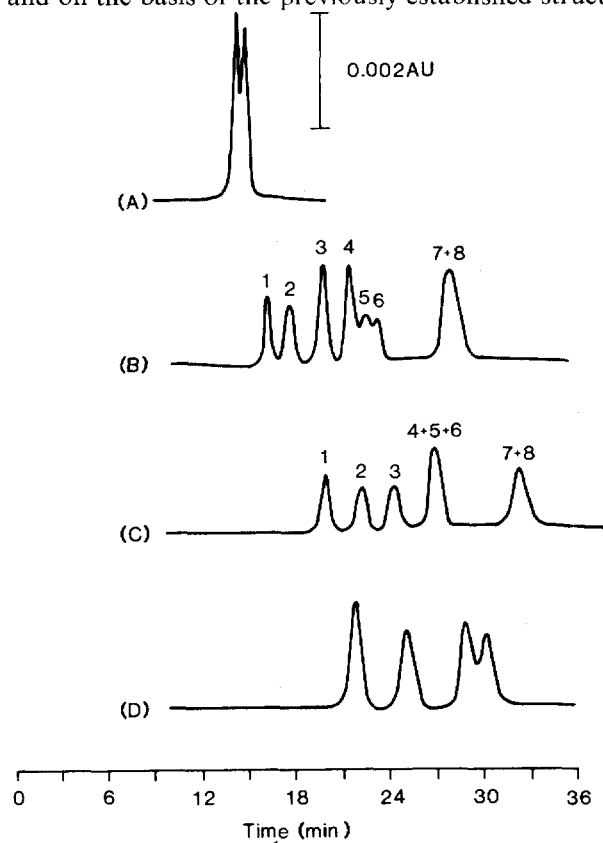 and on the basis of the previously established struct
0.002AU
(A)
1 2 3 4 5 6 7+8
(B)
1 2 3 4+5+6 7+8
(C)
(D)
0 6 12 18 24 30 36
Time (min)